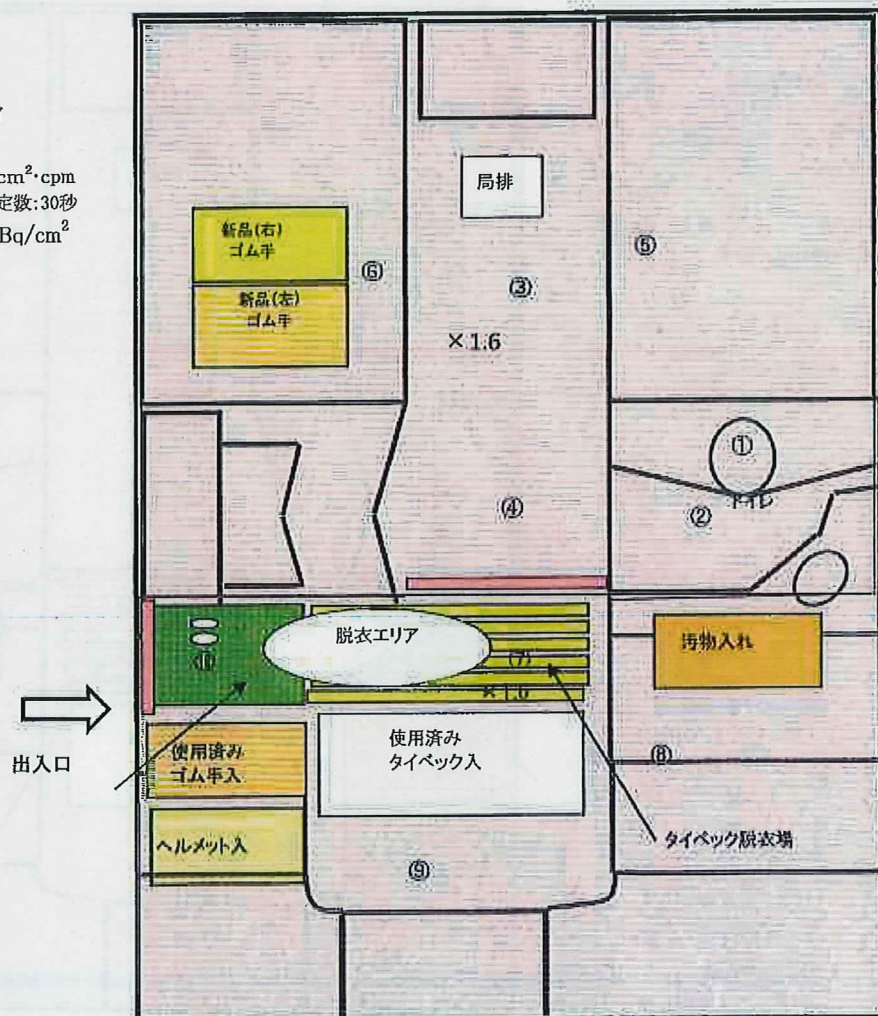 cm²・cpm
定数:30秒
Bq/cm²
局排
新品(右)
ゴム手
新品(左)
ゴム手
⑥
③
⑤
×1.6
①
トイレ
②
④
脱衣エリア
(7)
汚物入れ
出入口
使用済み
ゴム手入
使用済み
タイベック入
⑧
ヘルメット入
タイベック脱衣場
⑨